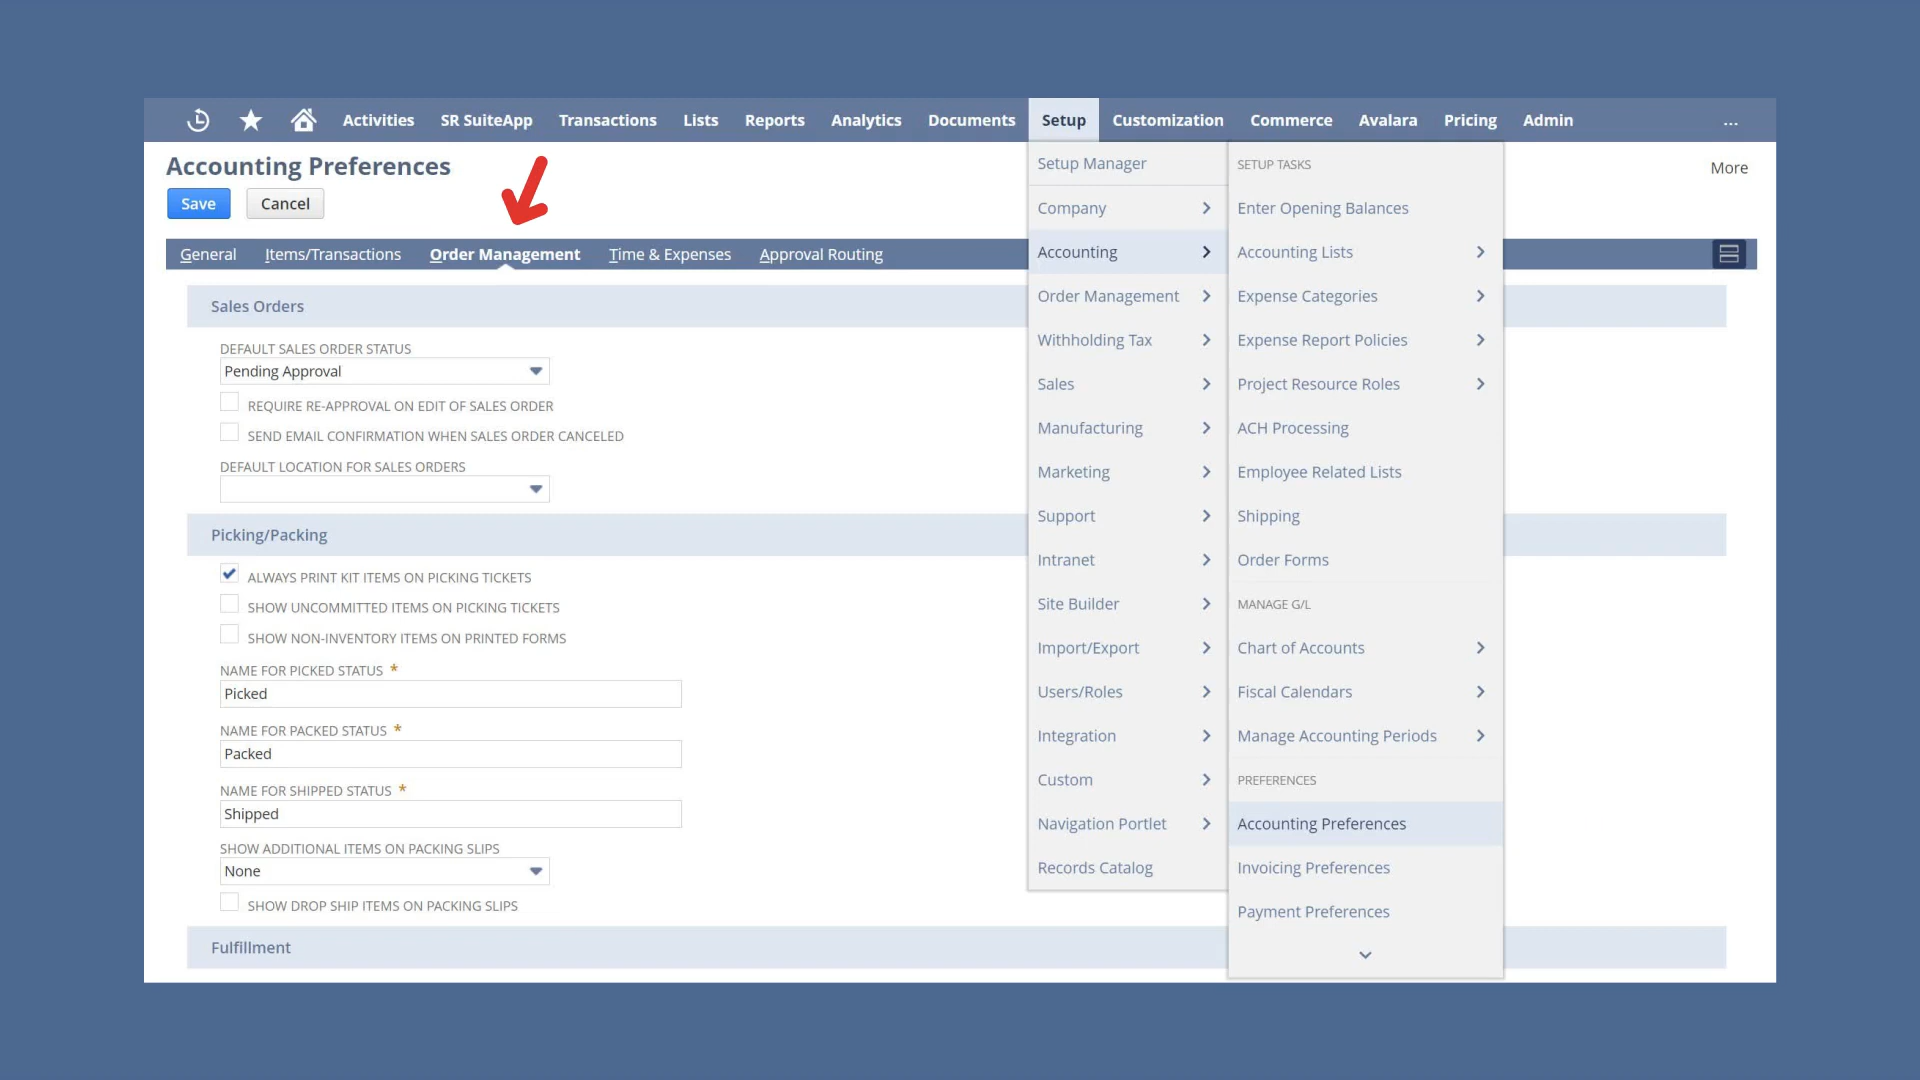 Activities SR SuiteApp Transactions Lists Reports Analytics Documents Setup Customization Commerce Avalara Pricing Admin ...
Accounting Preferences
More
Save Cancel
General Items/Transactions Order Management Time & Expenses Approval Routing
Sales Orders
DEFAULT SALES ORDER STATUS
Pending Approval
REQUIRE RE-APPROVAL ON EDIT OF SALES ORDER
SEND EMAIL CONFIRMATION WHEN SALES ORDER CANCELED
DEFAULT LOCATION FOR SALES ORDERS
Picking/Packing
ALWAYS PRINT KIT ITEMS ON PICKING TICKETS
SHOW UNCOMMITTED ITEMS ON PICKING TICKETS
SHOW NON-INVENTORY ITEMS ON PRINTED FORMS
NAME FOR PICKED STATUS *
Picked
NAME FOR PACKED STATUS *
Packed
NAME FOR SHIPPED STATUS *
Shipped
SHOW ADDITIONAL ITEMS ON PACKING SLIPS
None
SHOW DROP SHIP ITEMS ON PACKING SLIPS
Fulfillment
Setup Manager
Company
Accounting
Order Management
Withholding Tax
Sales
Manufacturing
Marketing
Support
Intranet
Site Builder
Import/Export
Users/Roles
Integration
Custom
Navigation Portlet
Records Catalog
SETUP TASKS
Enter Opening Balances
Accounting Lists
Expense Categories
Expense Report Policies
Project Resource Roles
ACH Processing
Employee Related Lists
Shipping
Order Forms
MANAGE G/L
Chart of Accounts
Fiscal Calendars
Manage Accounting Periods
PREFERENCES
Accounting Preferences
Invoicing Preferences
Payment Preferences